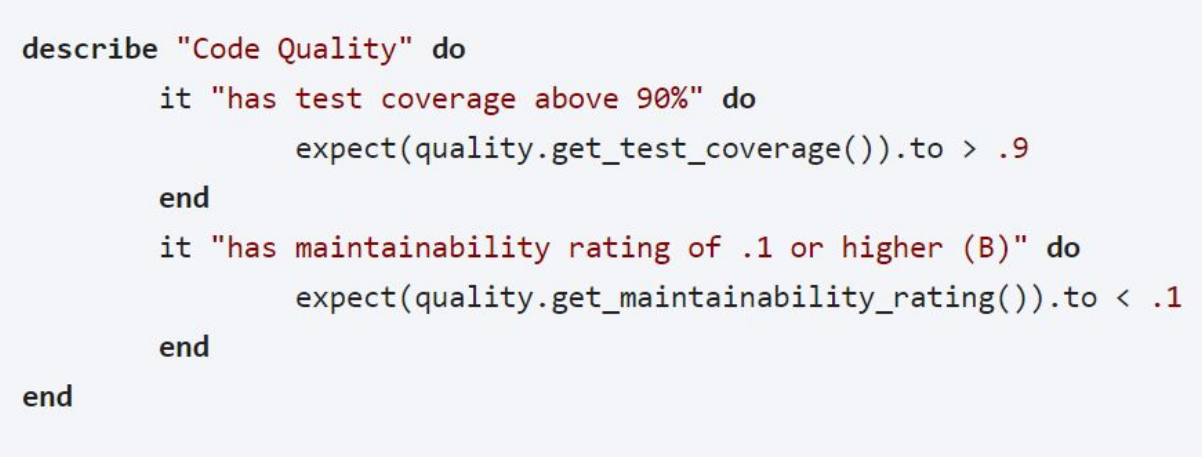 describe "Code Quality" do
it "has test coverage above 90%" do
expect(quality.get_test_coverage()).to > .9
end
it "has maintainability rating of .1 or higher (B)" do
expect(quality.get_maintainability_rating()).to < .1
end
end